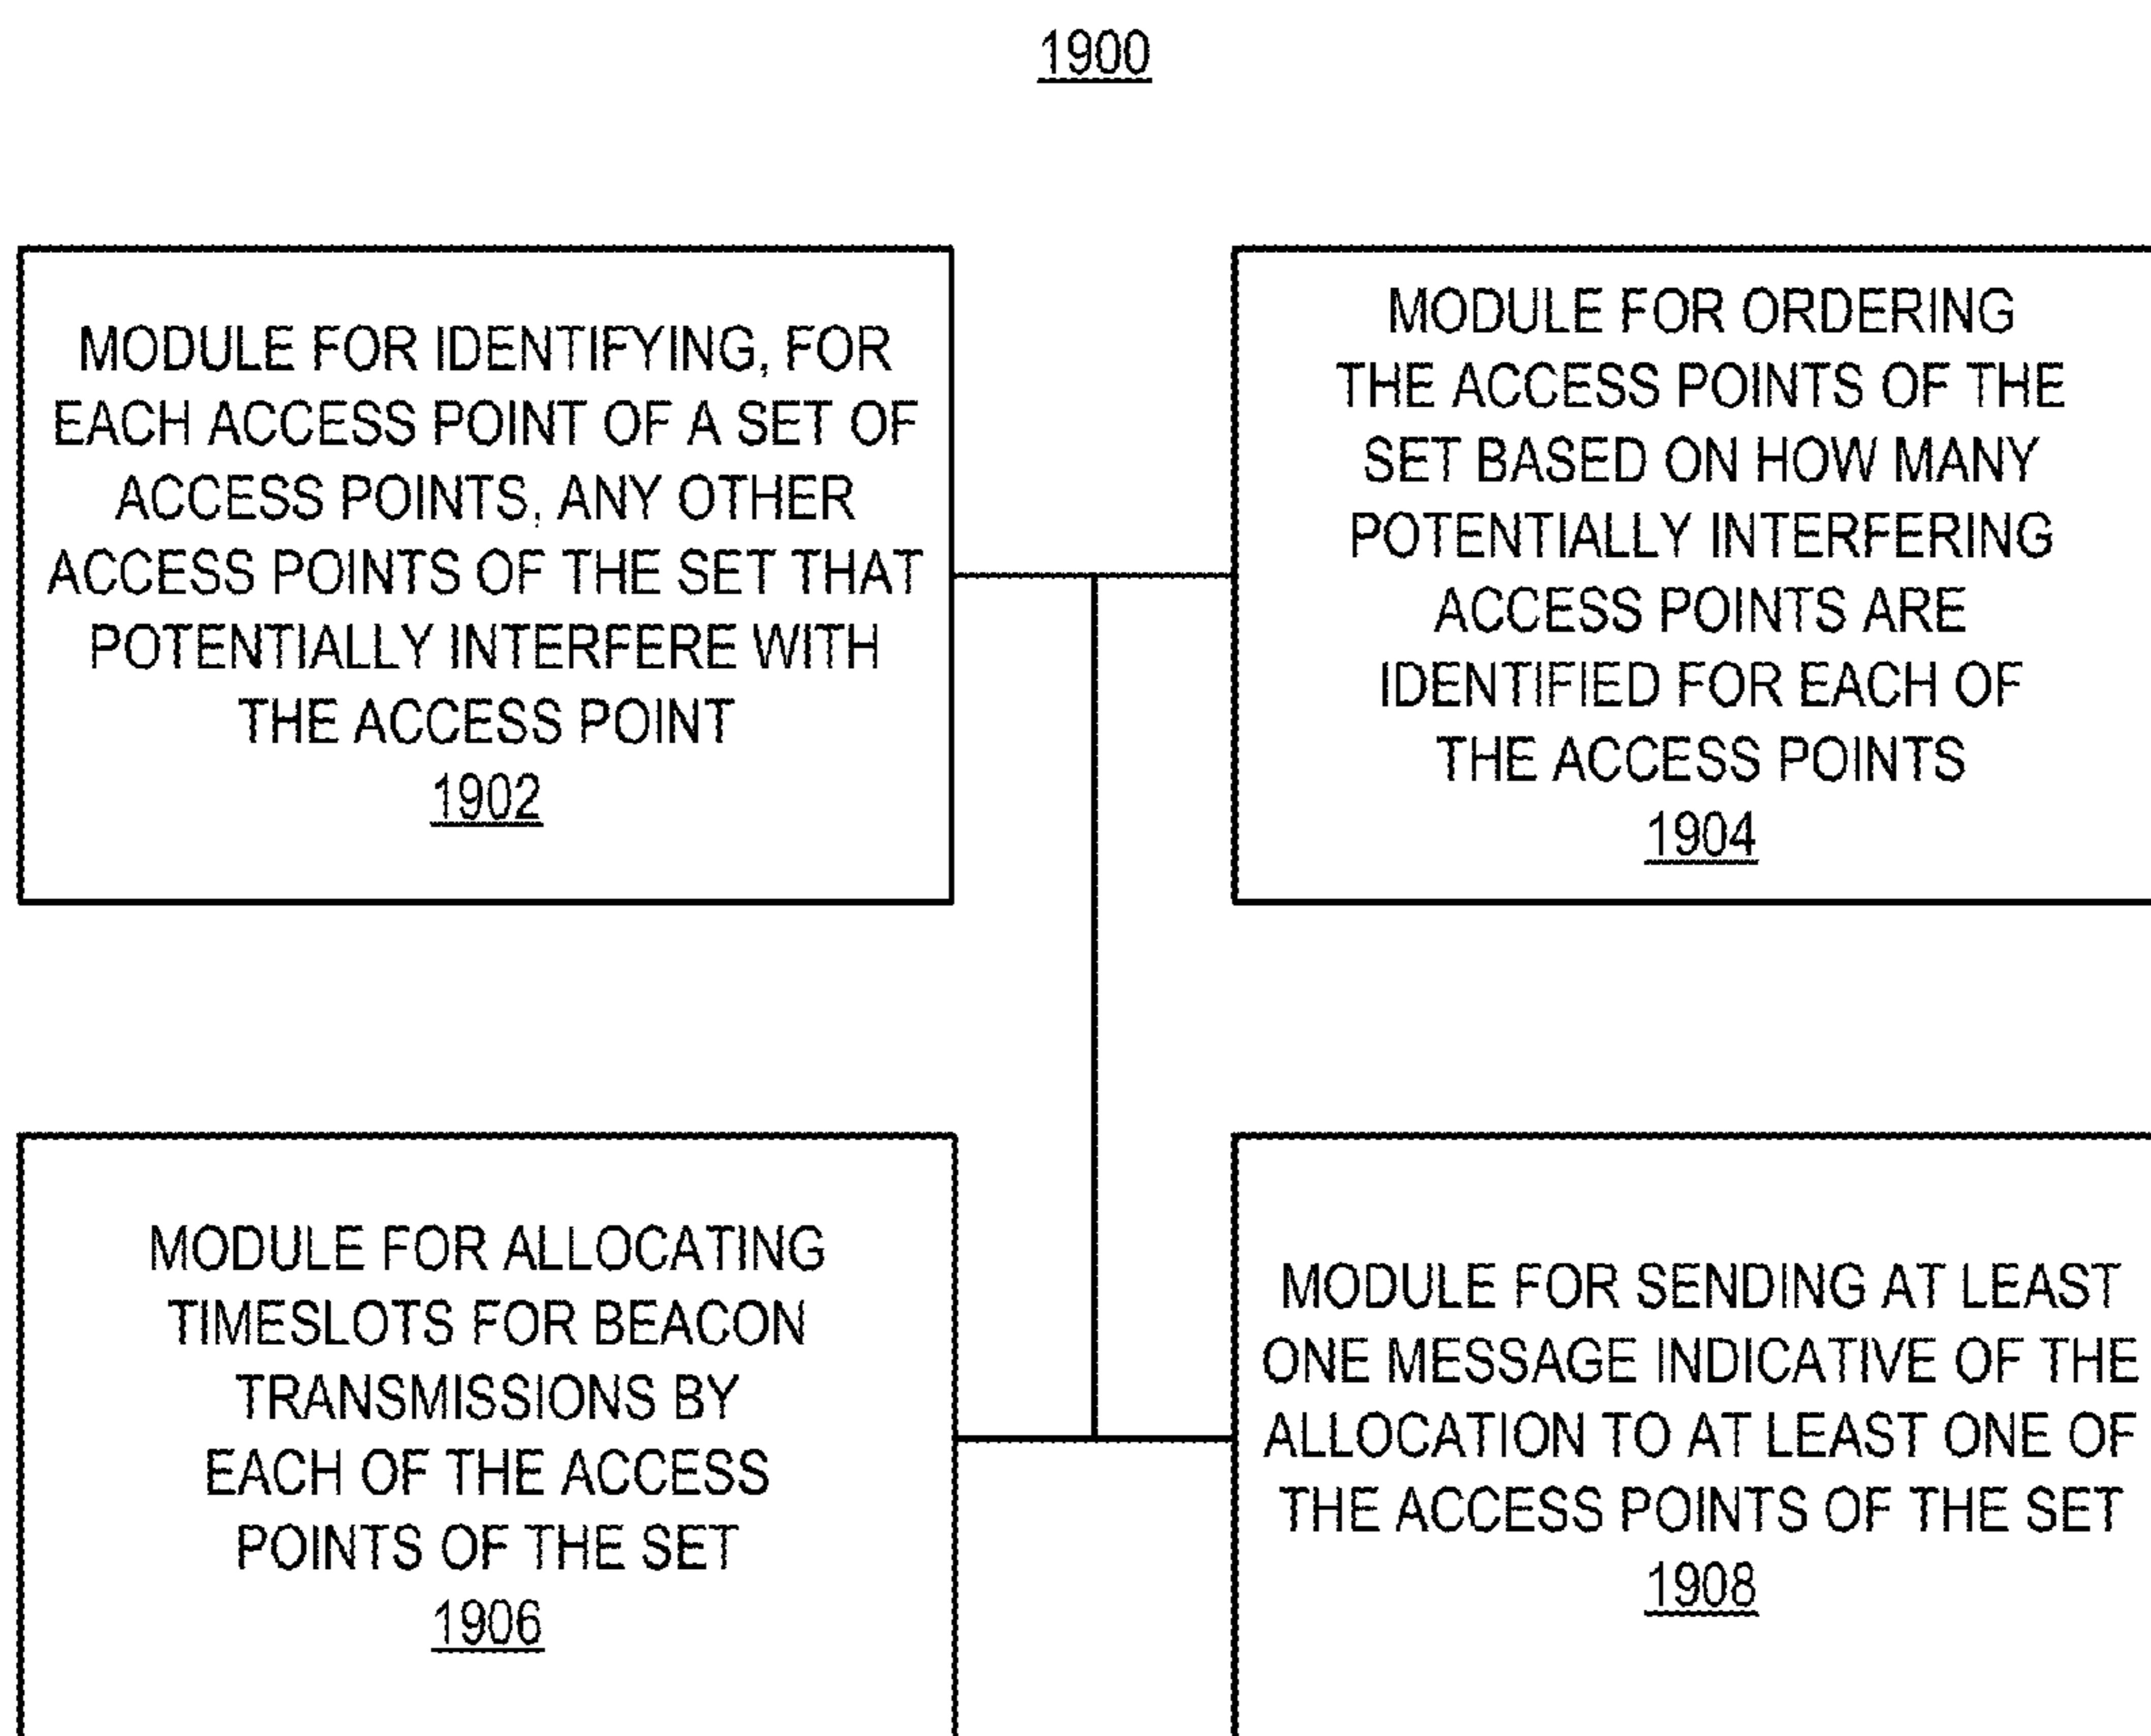 1900
MODULE FOR IDENTIFYING, FOR
EACH ACCESS POINT OF A SET OF
ACCESS POINTS, ANY OTHER
ACCESS POINTS OF THE SET THAT
POTENTIALLY INTERFERE WITH
THE ACCESS POINT
1902
MODULE FOR ORDERING
THE ACCESS POINTS OF THE
SET BASED ON HOW MANY
POTENTIALLY INTERFERING
ACCESS POINTS ARE
IDENTIFIED FOR EACH OF
THE ACCESS POINTS
1904
MODULE FOR ALLOCATING
TIMESLOTS FOR BEACON
TRANSMISSIONS BY
EACH OF THE ACCESS
POINTS OF THE SET
1906
MODULE FOR SENDING AT LEAST
ONE MESSAGE INDICATIVE OF THE
ALLOCATION TO AT LEAST ONE OF
THE ACCESS POINTS OF THE SET
1908